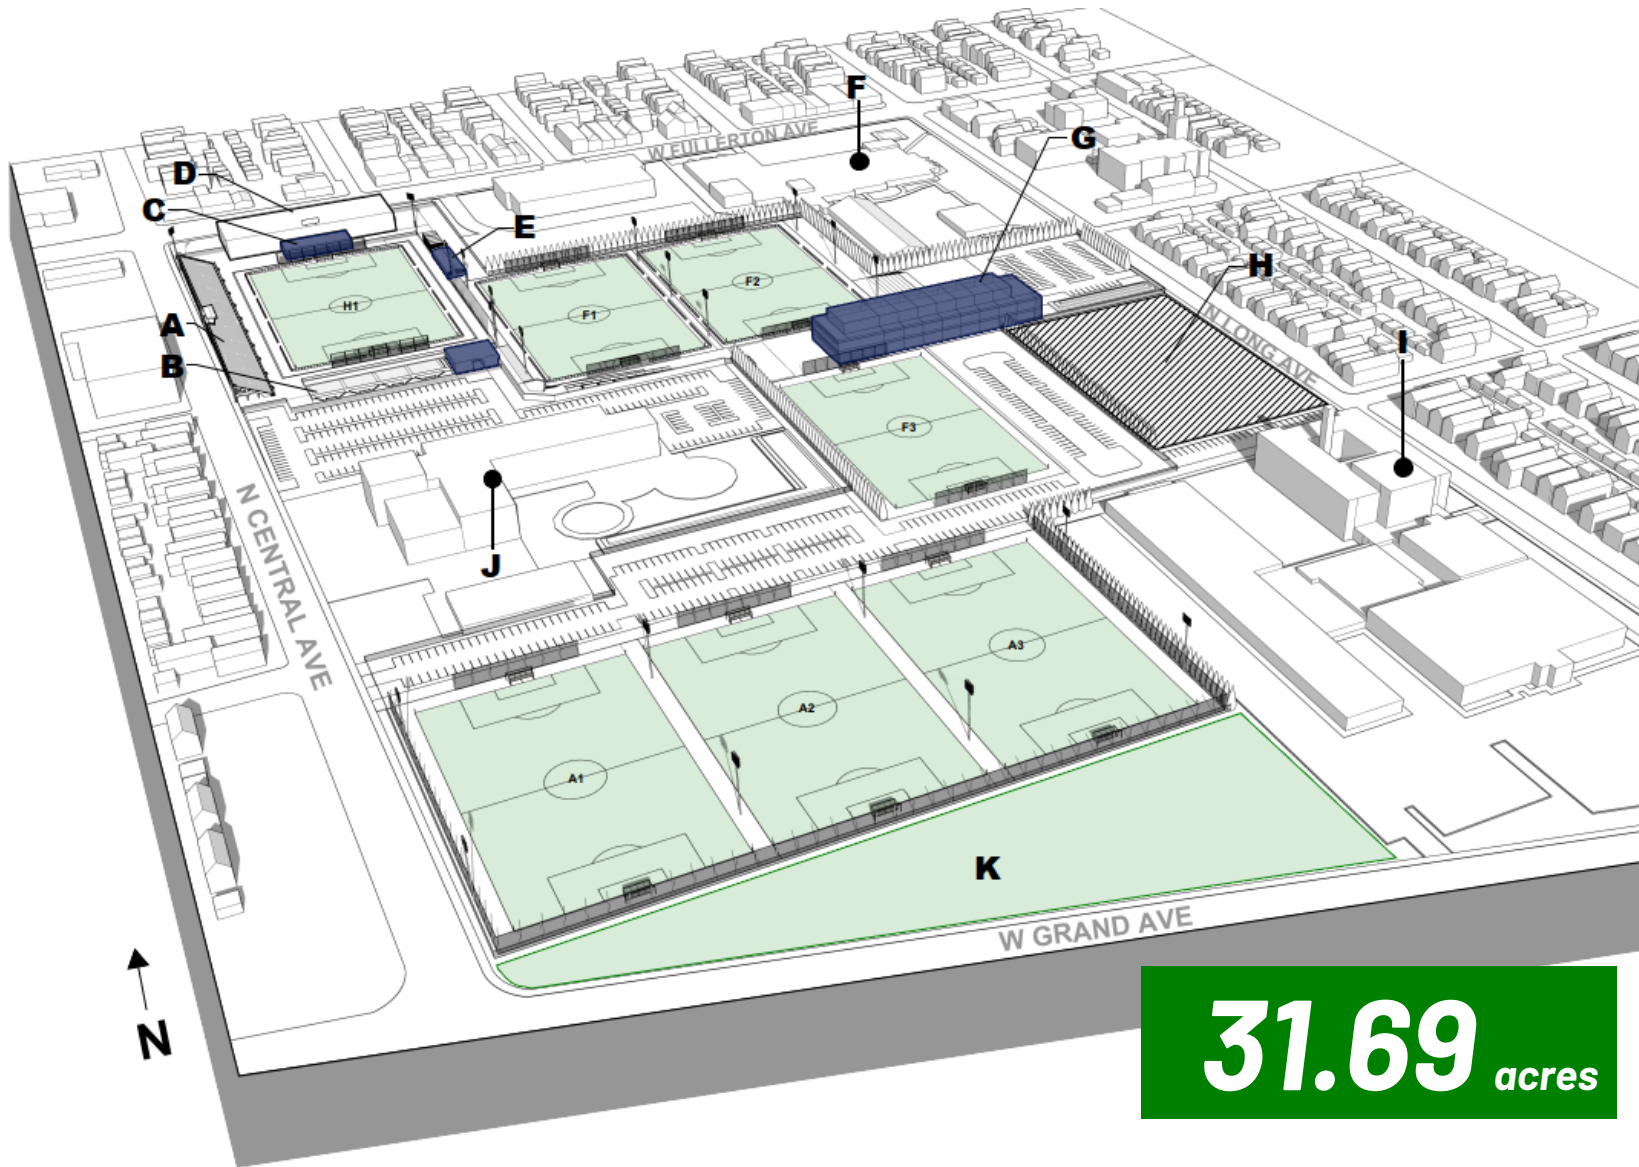 W FULLERTON AVE
F
G
D
C
E
H
A
B
I
H1
F1
F2
N LONG AVE
F3
J
N CENTRAL AVE
A3
A2
A1
K
W GRAND AVE
N
31.69 acres